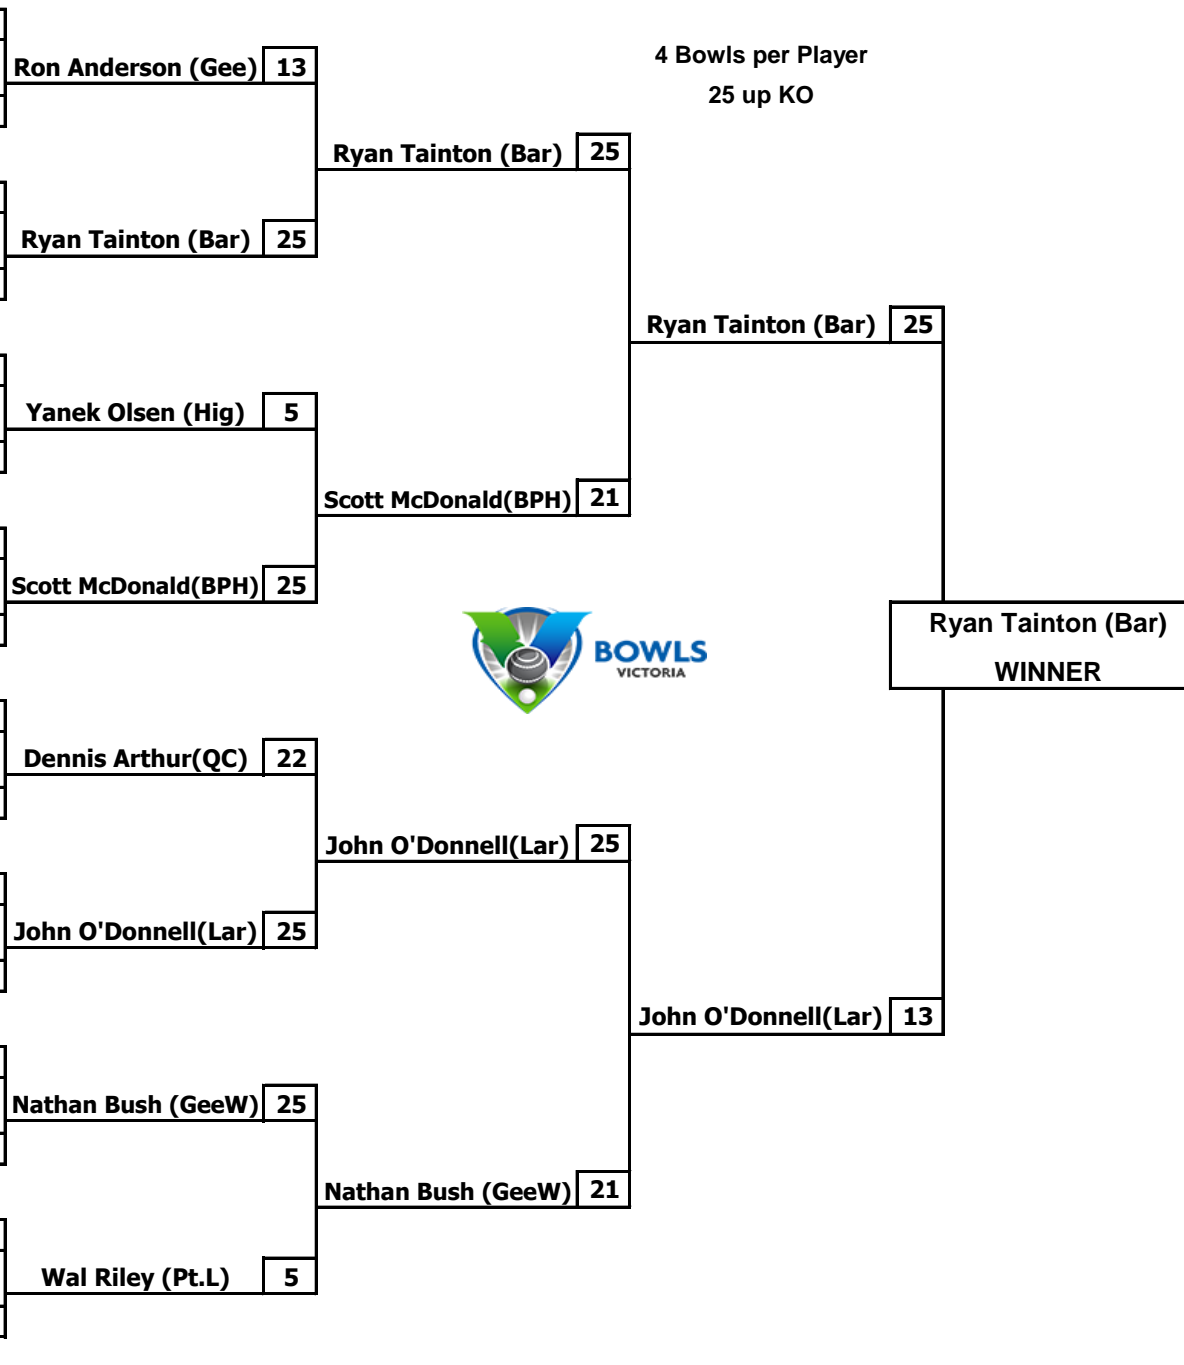 4 Bowls per Player
25 up KO
Ron Anderson (Gee) 13
Ryan Tainton (Bar) 25
Ryan Tainton (Bar) 25
Ryan Tainton (Bar) 25
Yanek Olsen (Hig) 5
Scott McDonald(BPH) 21
Scott McDonald(BPH) 25
Ryan Tainton (Bar)
WINNER
BOWLS
VICTORIA
Dennis Arthur(QC) 22
John O'Donnell(Lar) 25
John O'Donnell(Lar) 25
John O'Donnell(Lar) 13
Nathan Bush (GeeW) 25
Nathan Bush (GeeW) 21
Wal Riley (Pt.L) 5